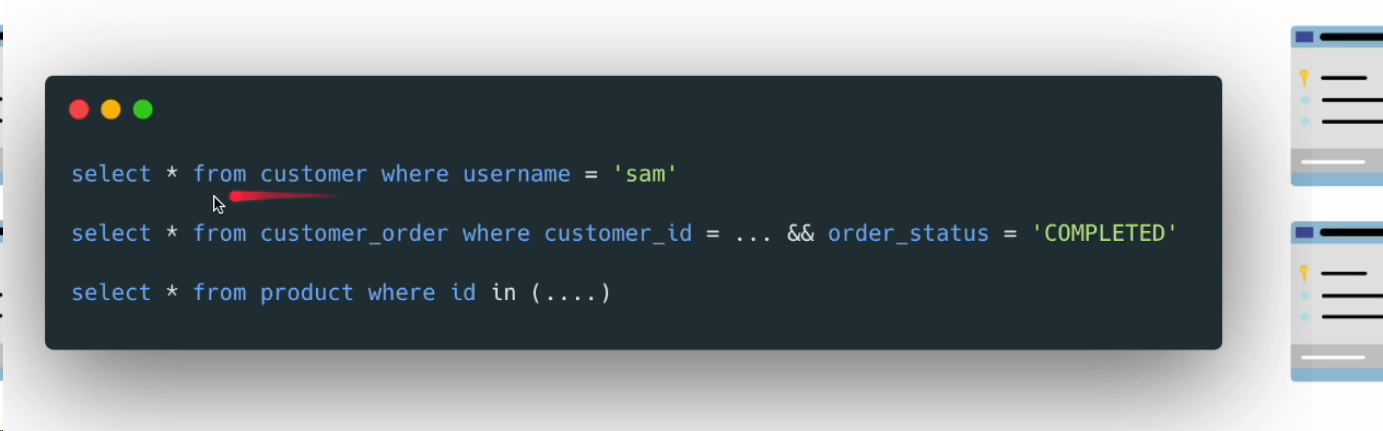 select * from customer where username = 'sam'
select * from customer_order where customer_id = ... && order_status = 'COMPLETED'
select * from product where id in (....)